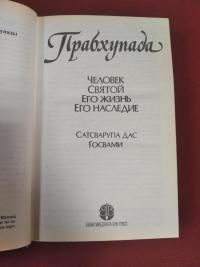 Прабхупада
ЧЕЛОВЕК
СВЯТОЙ
ЕГО ЖИЗНЬ
ЕГО НАСЛЕДИЕ
САТСВАРУПА ДАС
ГОСВАМИ